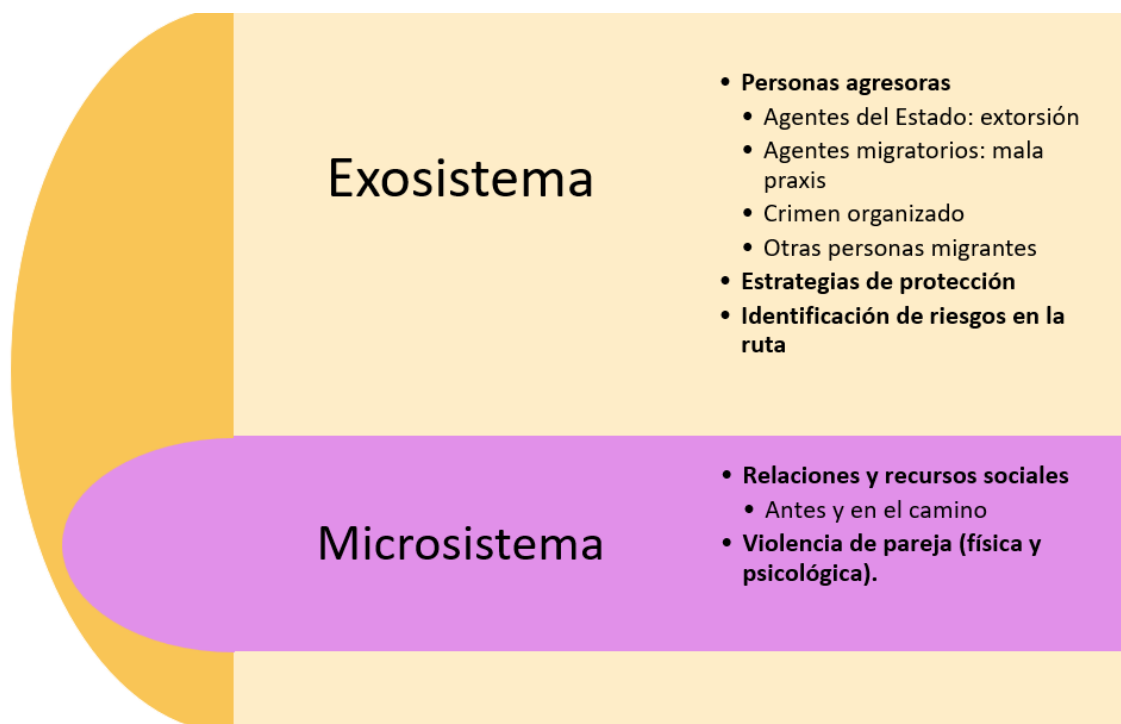 Exosistema
• Personas agresoras
• Agentes del Estado: extorsión
• Agentes migratorios: mala
praxis
• Crimen organizado
• Otras personas migrantes
• Estrategias de protección
• Identificación de riesgos en la
ruta
Microsistema
• Relaciones y recursos sociales
• Antes y en el camino
• Violencia de pareja (física y
psicológica).